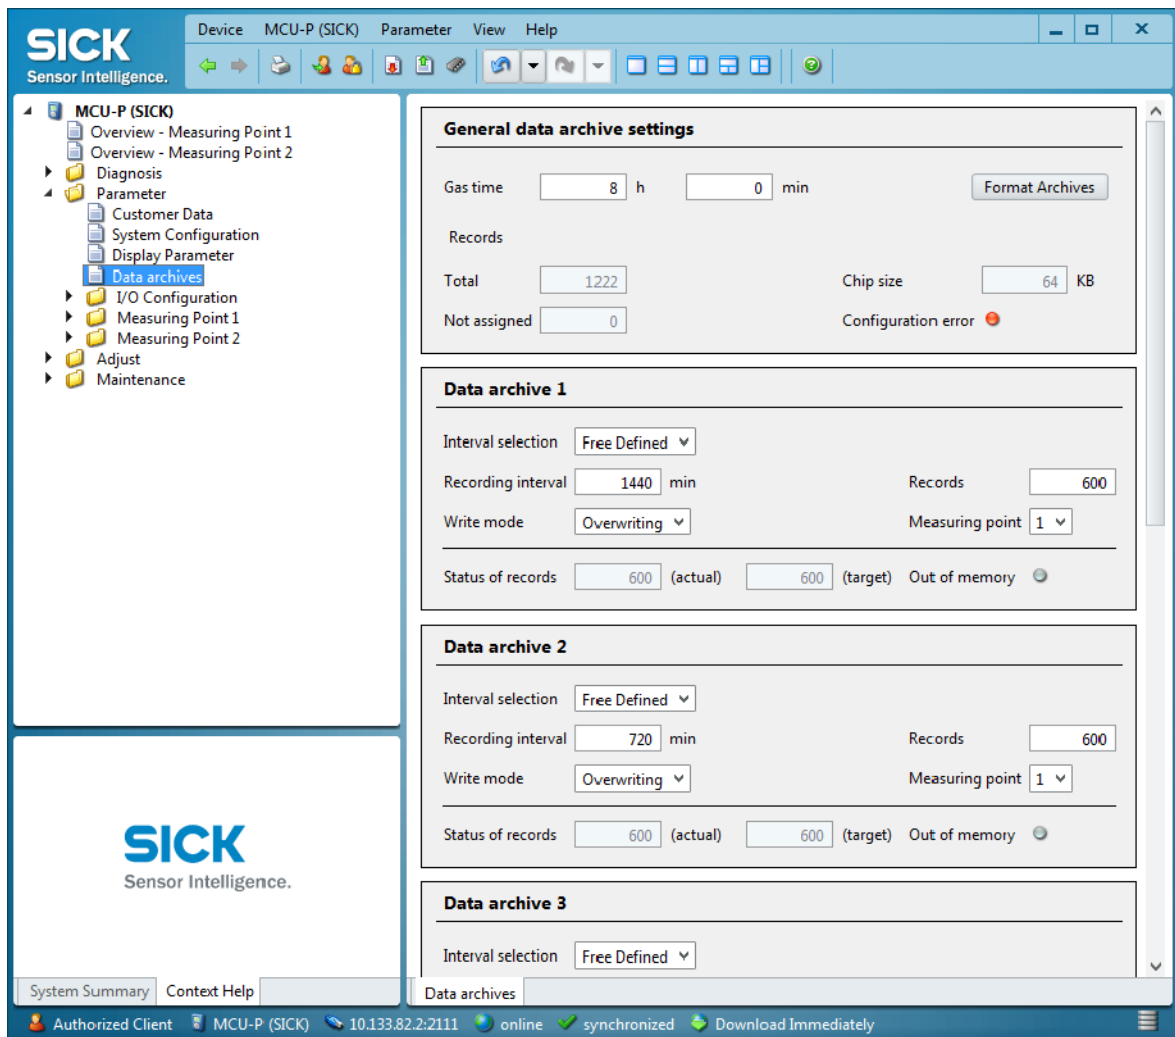 SICK
Sensor Intelligence.
Device MCU-P (SICK) Parameter View Help
MCU-P (SICK)
Overview - Measuring Point 1
Overview - Measuring Point 2
Diagnosis
Parameter
Customer Data
System Configuration
Display Parameter
Data archives
I/O Configuration
Measuring Point 1
Measuring Point 2
Adjust
Maintenance
SICK
Sensor Intelligence.
System Summary Context Help
General data archive settings
Gas time 8 h 0 min Format Archives
Records
Total 1222 Chip size 64 KB
Not assigned 0 Configuration error
Data archive 1
Interval selection Free Defined
Recording interval 1440 min Records 600
Write mode Overwriting Measuring point 1
Status of records 600 (actual) 600 (target) Out of memory
Data archive 2
Interval selection Free Defined
Recording interval 720 min Records 600
Write mode Overwriting Measuring point 1
Status of records 600 (actual) 600 (target) Out of memory
Data archive 3
Interval selection Free Defined
Data archives
Authorized Client MCU-P (SICK) 10.133.82.2:2111 online synchronized Download Immediately